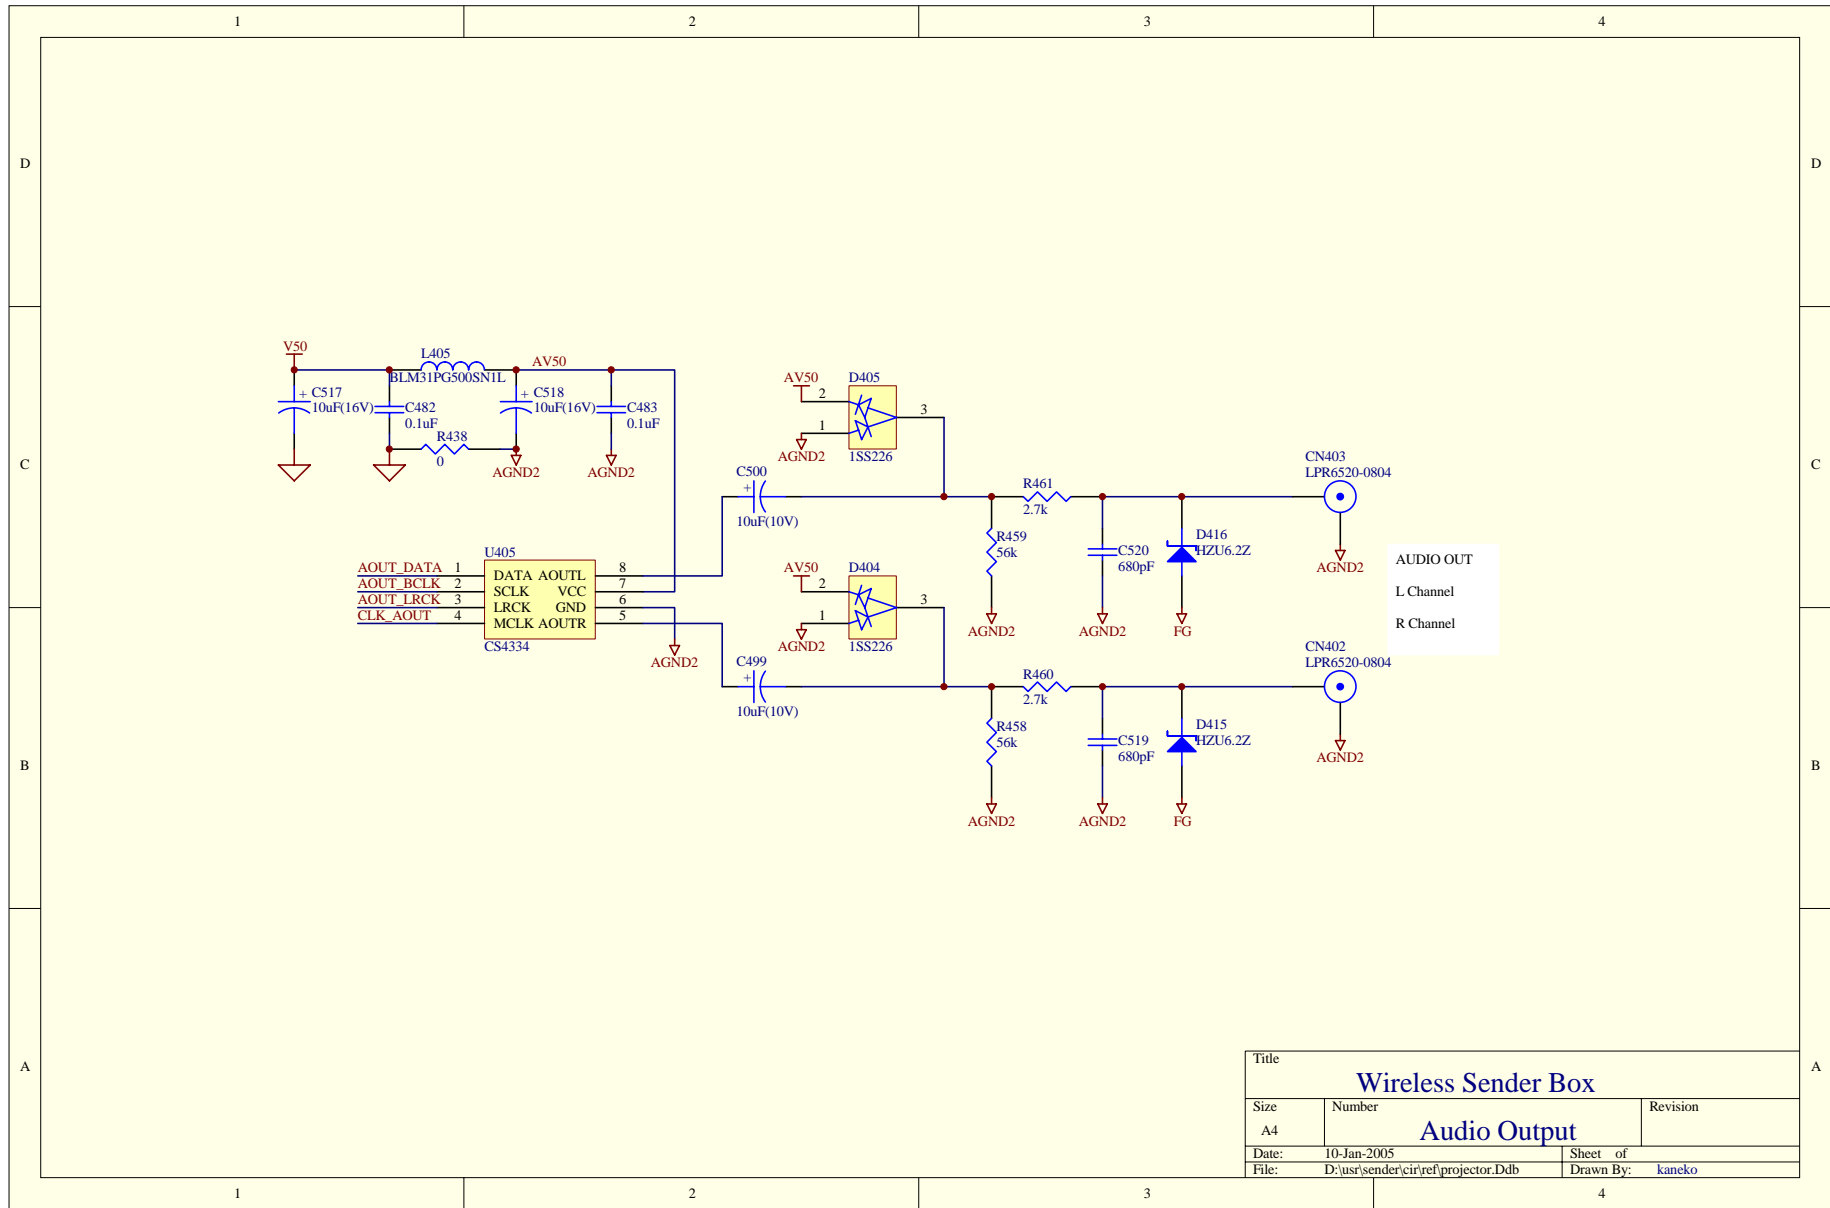 1 2 3 4
D D
C C
B B
A A
V50
L405
BLM31PG500SN1L
AV50
+ C517
10uF(16V)
C482
0.1uF
+ C518
10uF(16V)
C483
0.1uF
R438
0
AGND2
AGND2
AV50
D405
2
1
3
AGND2
1SS226
C500
+
10uF(10V)
R461
2.7k
R459
56k
C520
680pF
D416
HZU6.2Z
CN403
LPR6520-0804
AGND2
AGND2
AGND2
FG
AUDIO OUT
L Channel
R Channel
U405
AOUT_DATA 1 DATA AOUTL 8
AOUT_BCLK 2 SCLK VCC 7
AOUT_LRCK 3 LRCK GND 6
CLK_AOUT 4 MCLK AOUTR 5
CS4334
AGND2
AV50
D404
2
1
3
AGND2
1SS226
C499
+
10uF(10V)
R460
2.7k
R458
56k
C519
680pF
D415
HZU6.2Z
CN402
LPR6520-0804
AGND2
AGND2
AGND2
FG
Title
Wireless Sender Box
Size Number Revision
A4 Audio Output
Date: 10-Jan-2005 Sheet of
File: D:\usr\sender\cir\ref\projector.Ddb Drawn By: kaneko
1 2 3 4